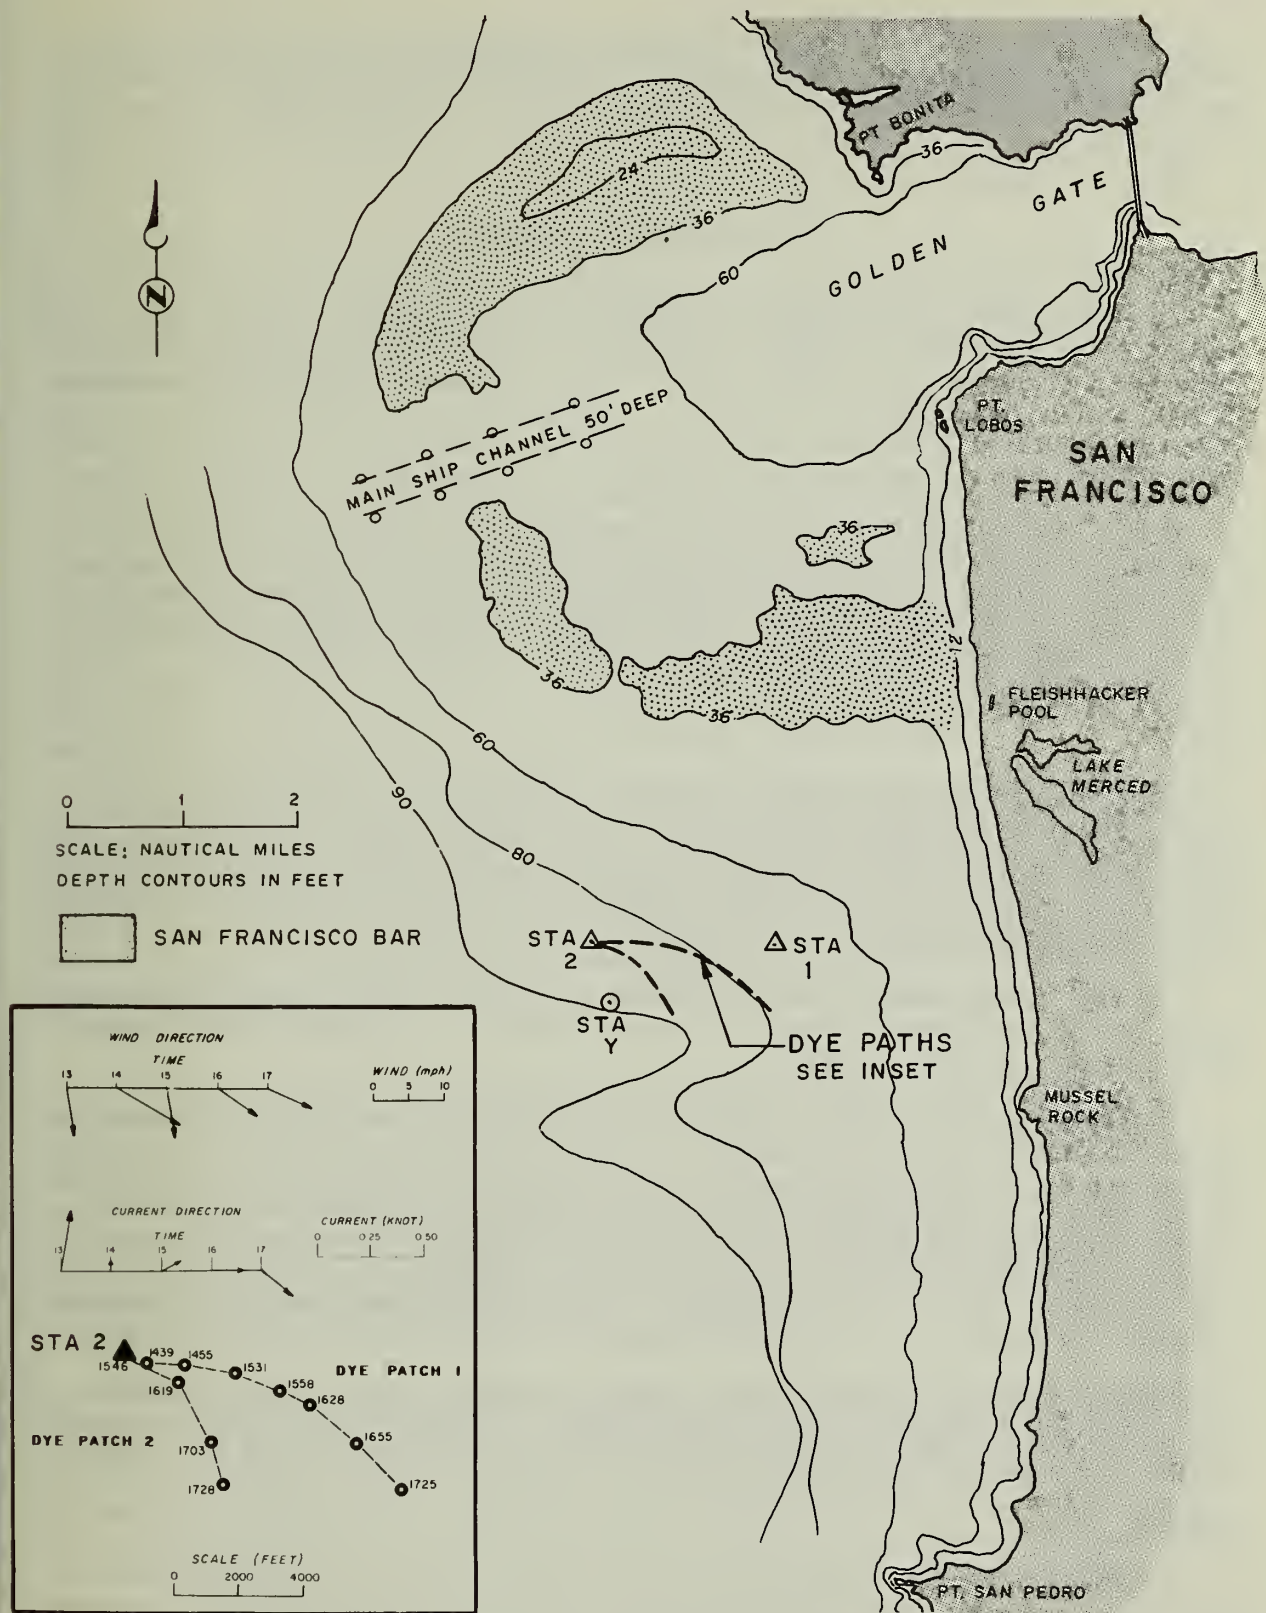 PT BONITA
36
GATE
GOLDEN
24
36
60
N
MAIN SHIP CHANNEL 50' DEEP
PT.
LOBOS
SAN
FRANCISCO
36
12
36
36
FLEISHHACKER
POOL
LAKE
MERCED
60
90
80
0 1 2
SCALE: NAUTICAL MILES
DEPTH CONTOURS IN FEET
SAN FRANCISCO BAR
STA
2
STA
1
STA
Y
DYE PATHS
SEE INSET
MUSSEL
ROCK
PT. SAN PEDRO
WIND DIRECTION
TIME
13 14 15 16 17
WIND (mph)
0 5 10
CURRENT DIRECTION
TIME
13 14 15 16 17
CURRENT (KNOT)
0 0.25 0.50
STA 2
1546
1439
1455
1531
1558
1628
1655
1725
DYE PATCH 1
1619
1703
1728
DYE PATCH 2
SCALE (FEET)
0 2000 4000